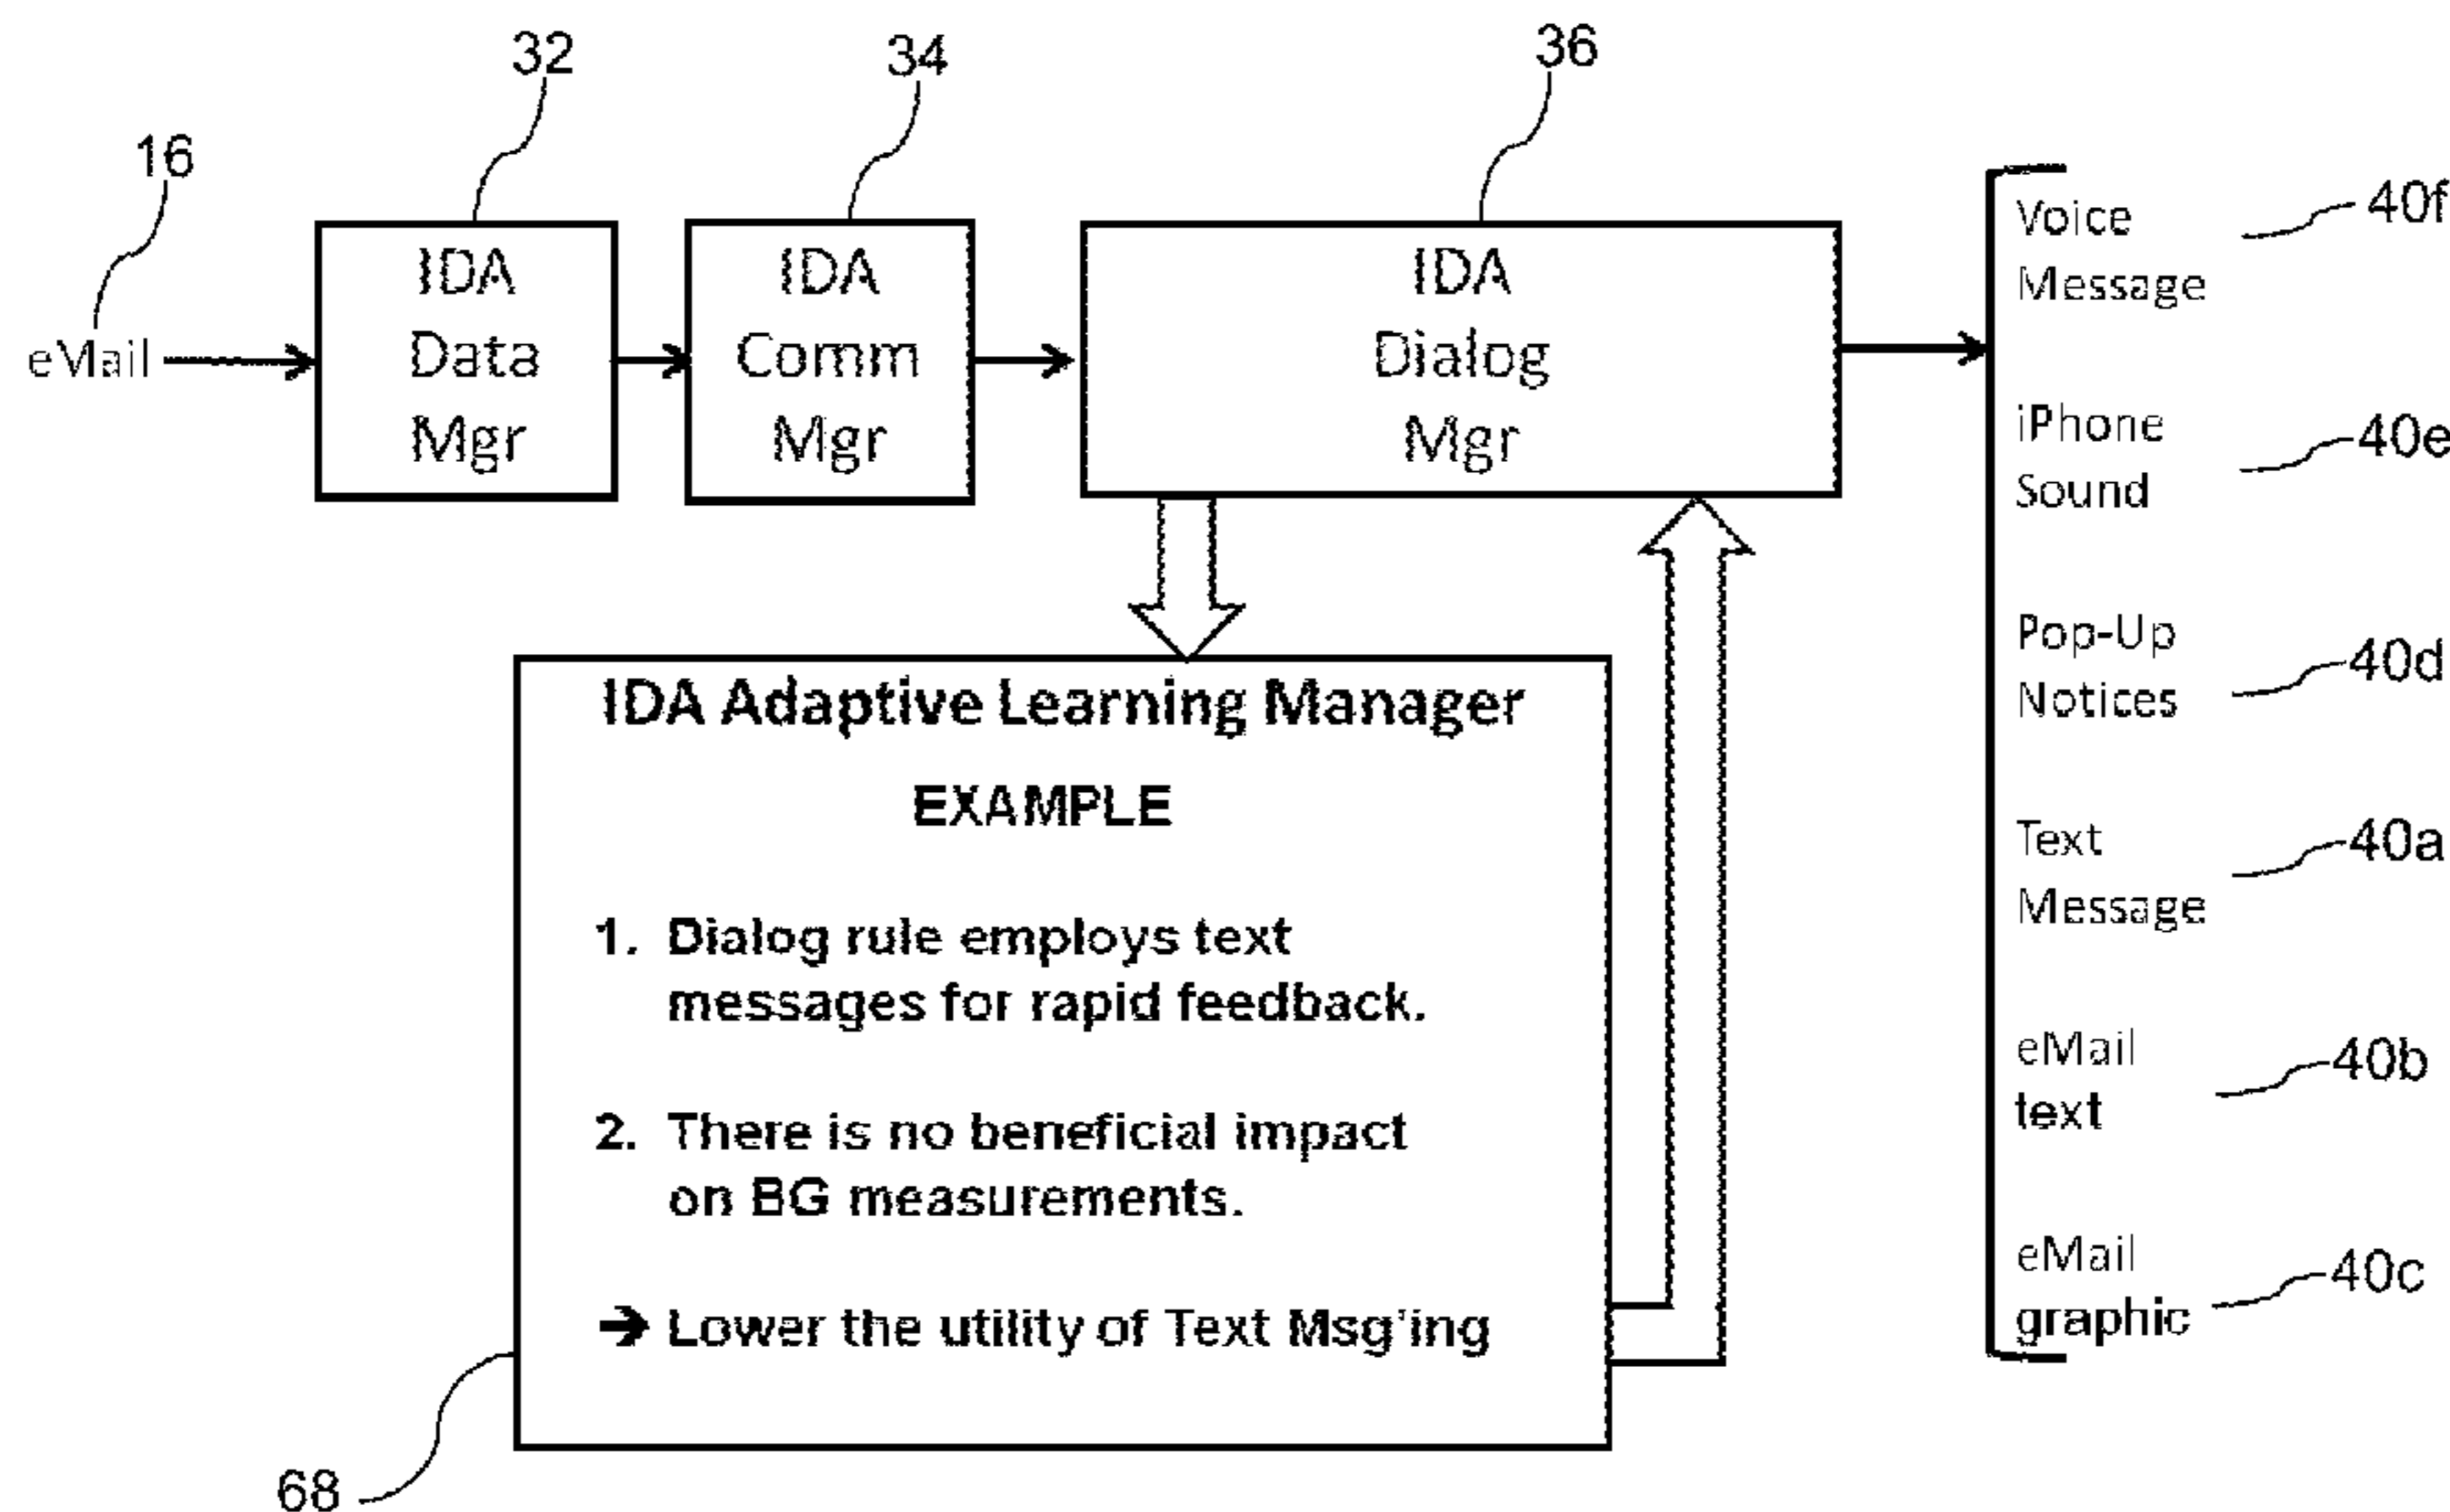 32
34
36
16
eMail
IDA
Data
Mgr
IDA
Comm
Mgr
IDA
Dialog
Mgr
Voice
Message
40f
iPhone
Sound
40e
Pop-Up
Notices
40d
Text
Message
40a
eMail
text
40b
eMail
graphic
40c
IDA Adaptive Learning Manager
EXAMPLE
1. Dialog rule employs text
messages for rapid feedback.
2. There is no beneficial impact
on BG measurements.
➔ Lower the utility of Text Msg'ing
68